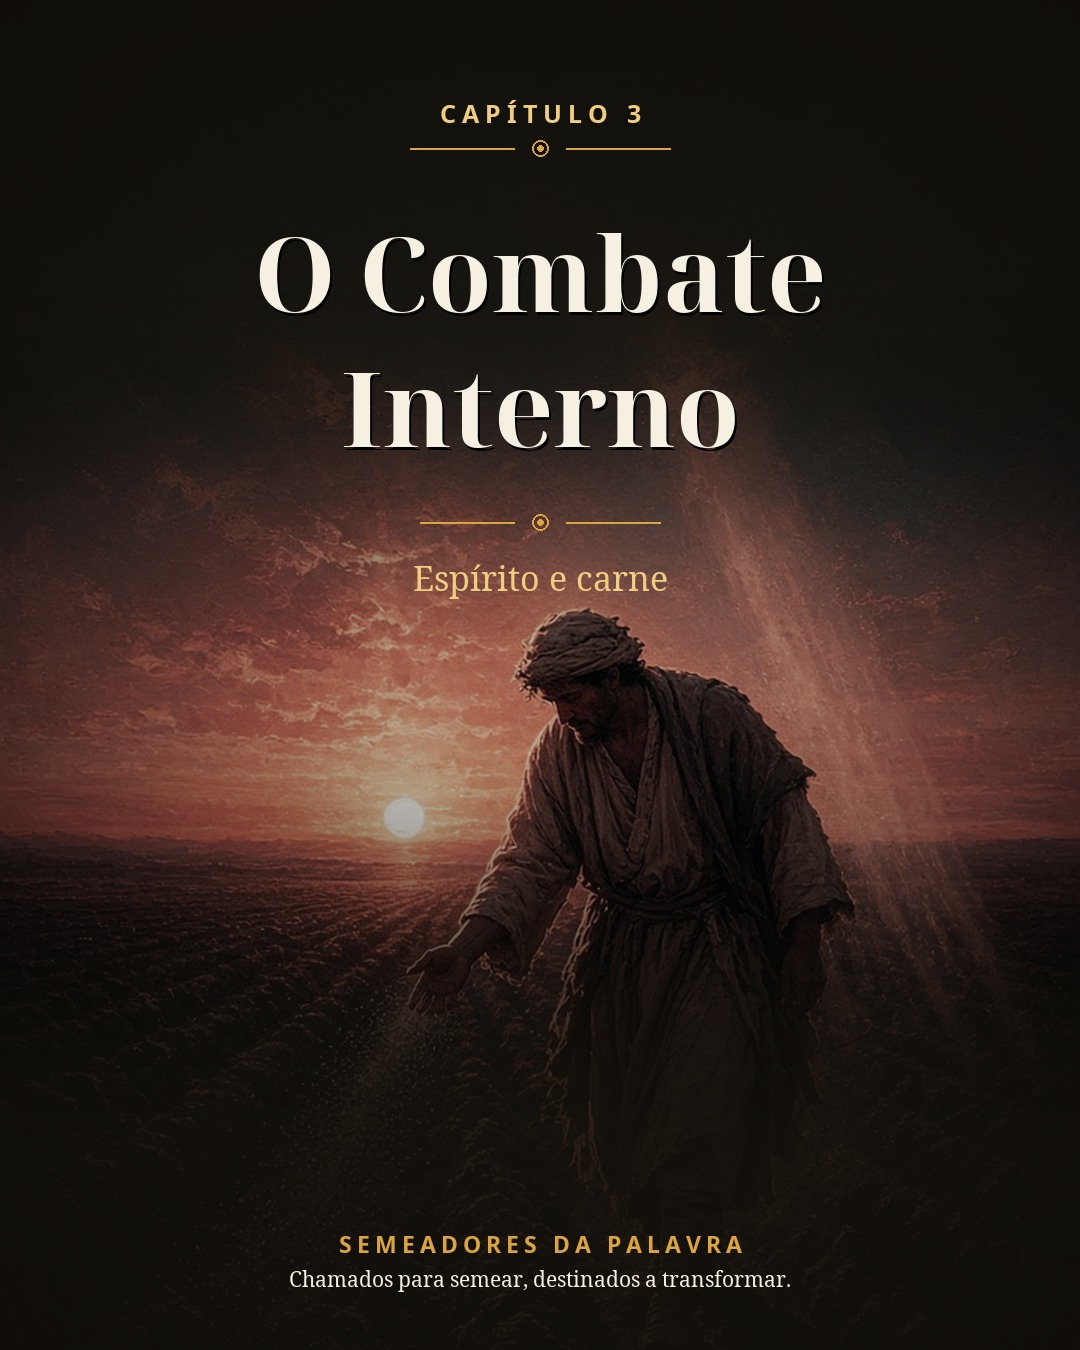 CAPÍTULO 3
O Combate
Interno
Espírito e carne
SEMEADORES DA PALAVRA
Chamados para semear, destinados a transformar.